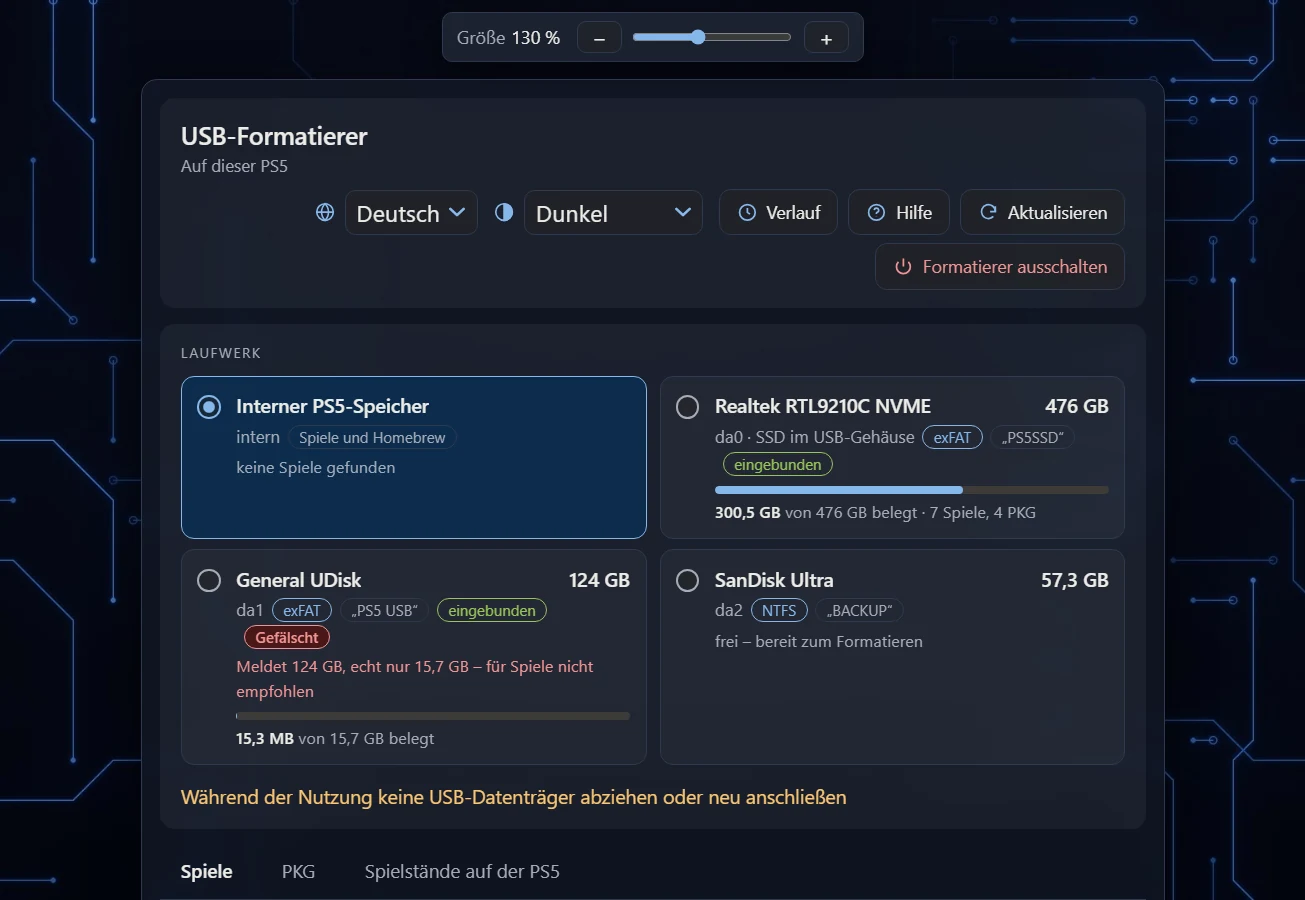 Größe 130 % − +
USB-Formatierer
Auf dieser PS5
Deutsch Dunkel Verlauf Hilfe Aktualisieren
Formatierer ausschalten
LAUFWERK
Interner PS5-Speicher
intern Spiele und Homebrew
keine Spiele gefunden
Realtek RTL9210C NVME 476 GB
da0 · SSD im USB-Gehäuse exFAT „PS5SSD“
eingebunden
300,5 GB von 476 GB belegt · 7 Spiele, 4 PKG
General UDisk 124 GB
da1 exFAT „PS5 USB“ eingebunden
Gefälscht
Meldet 124 GB, echt nur 15,7 GB – für Spiele nicht
empfohlen
15,3 MB von 15,7 GB belegt
SanDisk Ultra 57,3 GB
da2 NTFS „BACKUP“
frei – bereit zum Formatieren
Während der Nutzung keine USB-Datenträger abziehen oder neu anschließen
Spiele PKG Spielstände auf der PS5